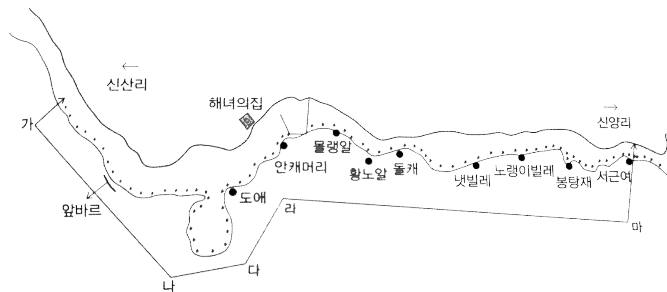 신산리
해녀의집
신양리
가
물랭알
안캐머리
황노알
돌캐
냇빌레
노랭이빌레
봉탕재
서근여
앞바르
도애
라
마
다
나